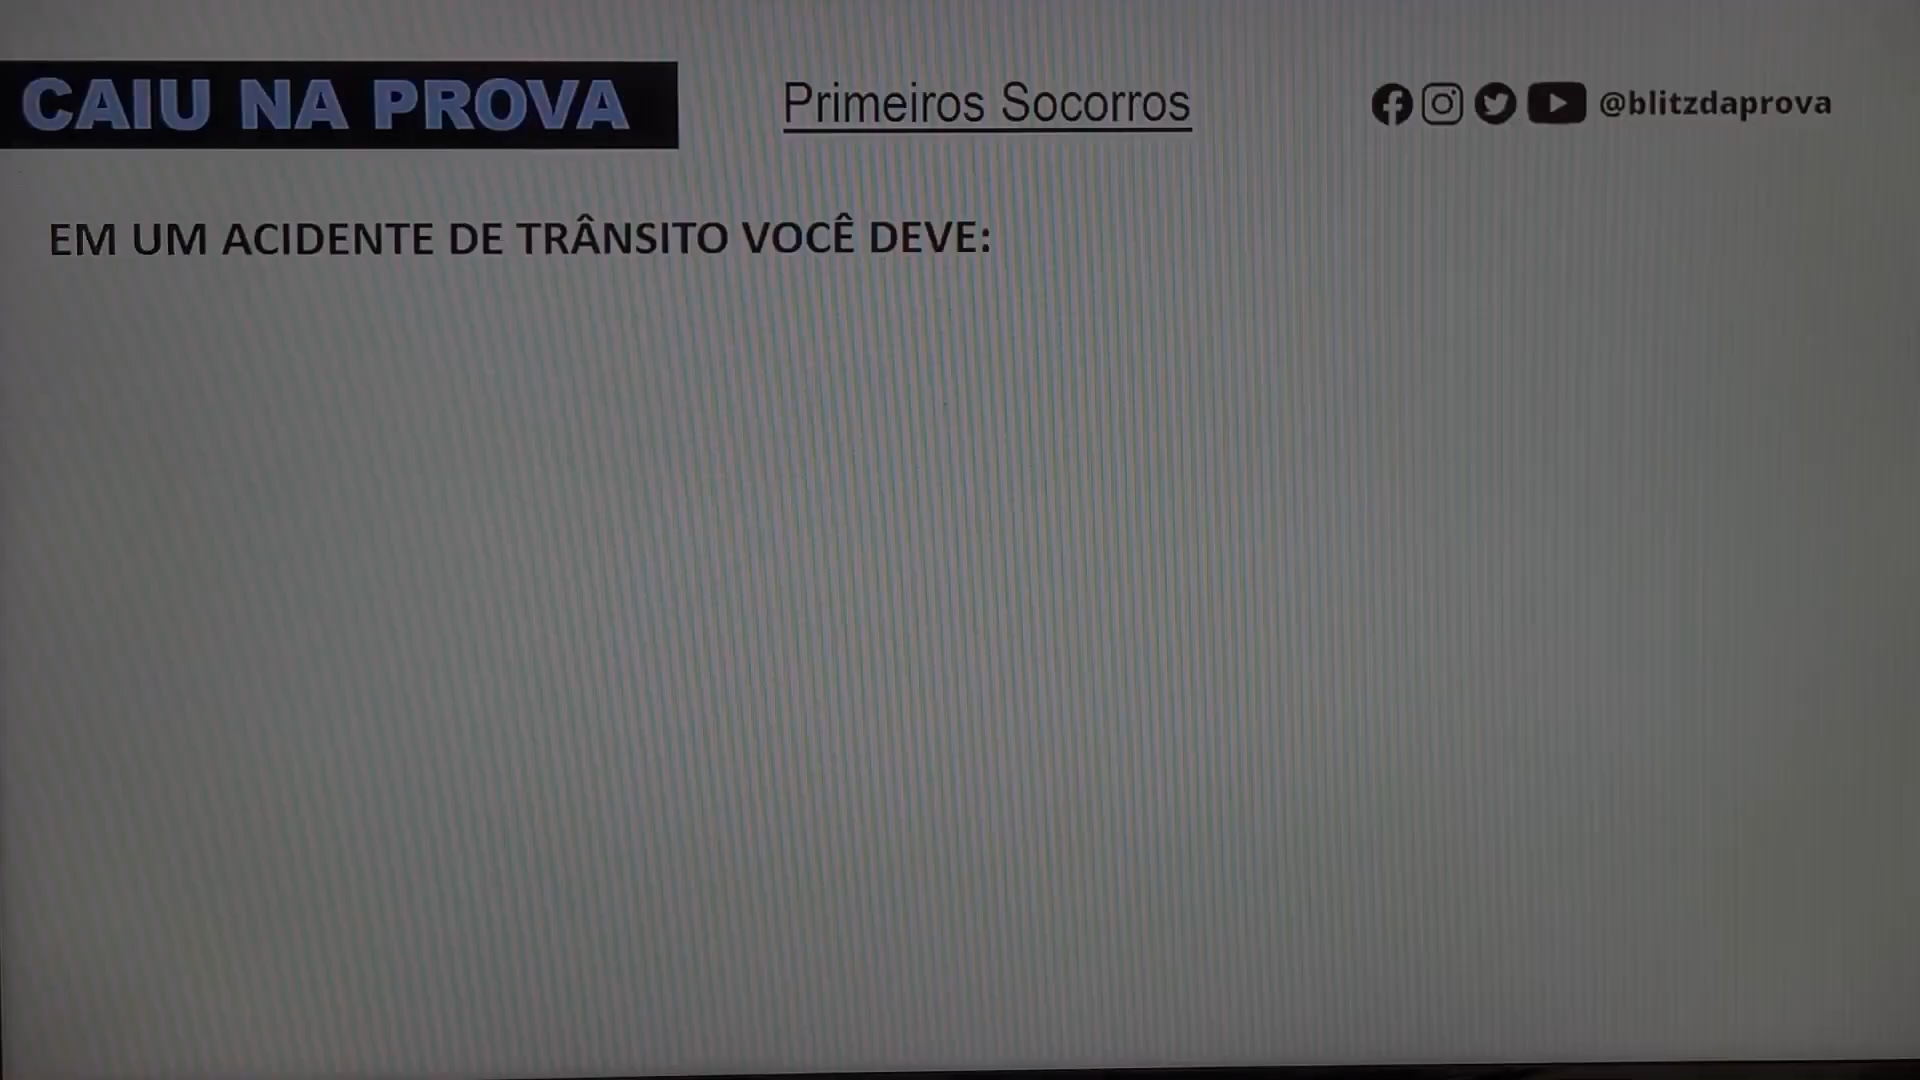 CAIU NA PROVA
Primeiros Socorros
@blitzdaprova
EM UM ACIDENTE DE TRÂNSITO VOCÊ DEVE: